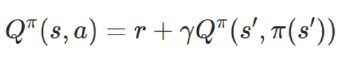 Q^π(s, a) = r + γQ^π(s′, π(s′))